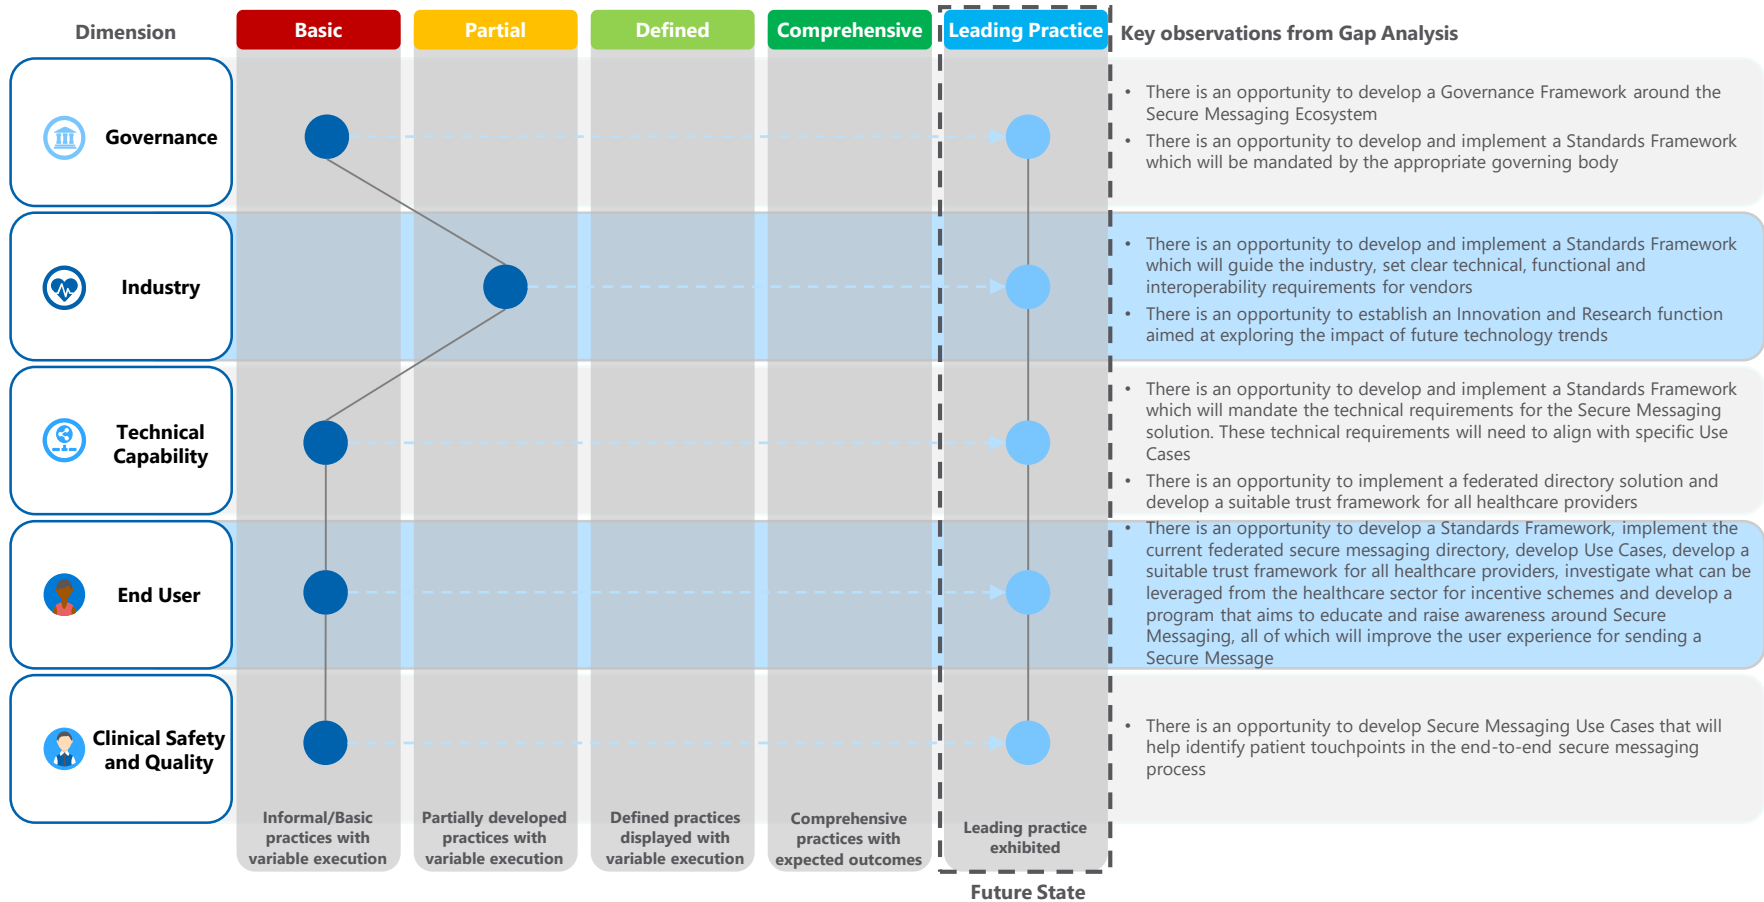 Dimension
Basic
Partial
Defined
Comprehensive
Leading Practice
Key observations from Gap Analysis
Governance
• There is an opportunity to develop a Governance Framework around the
Secure Messaging Ecosystem
• There is an opportunity to develop and implement a Standards Framework
which will be mandated by the appropriate governing body
Industry
• There is an opportunity to develop and implement a Standards Framework
which will guide the industry, set clear technical, functional and
interoperability requirements for vendors
• There is an opportunity to establish an Innovation and Research function
aimed at exploring the impact of future technology trends
Technical
Capability
• There is an opportunity to develop and implement a Standards Framework
which will mandate the technical requirements for the Secure Messaging
solution. These technical requirements will need to align with specific Use
Cases
• There is an opportunity to implement a federated directory solution and
develop a suitable trust framework for all healthcare providers
End User
• There is an opportunity to develop a Standards Framework, implement the
current federated secure messaging directory, develop Use Cases, develop a
suitable trust framework for all healthcare providers, investigate what can be
leveraged from the healthcare sector for incentive schemes and develop a
program that aims to educate and raise awareness around Secure
Messaging, all of which will improve the user experience for sending a
Secure Message
Clinical Safety
and Quality
• There is an opportunity to develop Secure Messaging Use Cases that will
help identify patient touchpoints in the end-to-end secure messaging
process
Informal/Basic
practices with
variable execution
Partially developed
practices with
variable execution
Defined practices
displayed with
variable execution
Comprehensive
practices with
expected outcomes
Leading practice
exhibited
Future State